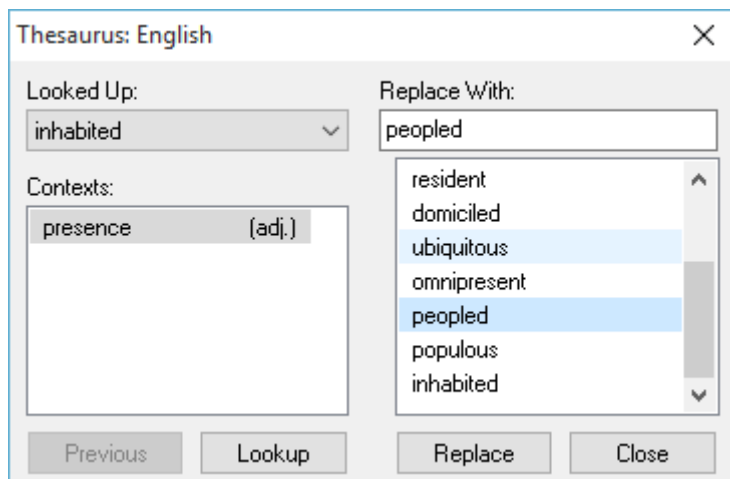 Thesaurus: English
Looked Up:
inhabited
Contexts:
presence (adj.)
Replace With:
peopled
resident
domiciled
ubiquitous
omnipresent
peopled
populous
inhabited
Previous
Lookup
Replace
Close